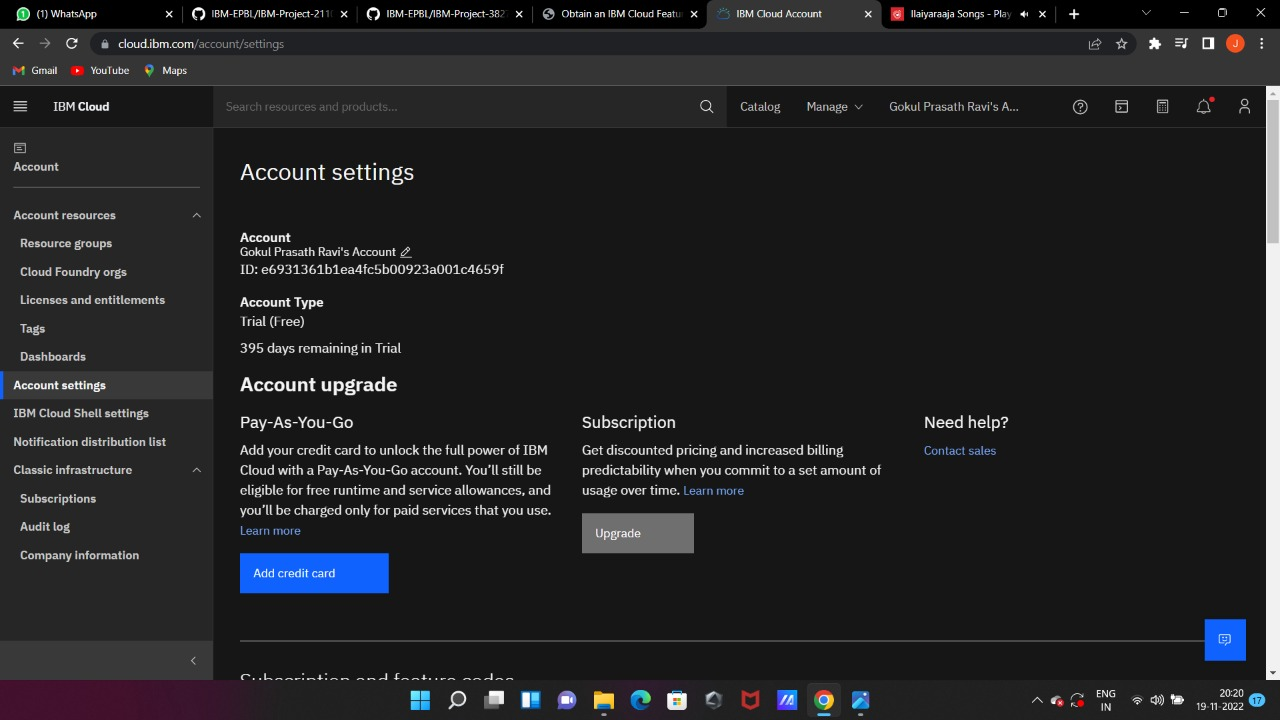 (1) WhatsApp
IBM-EPBL/IBM-Project-211
IBM-EPBL/IBM-Project-382
Obtain an IBM Cloud Featu
IBM Cloud Account
Ilaiyaraaja Songs - Play
cloud.ibm.com/account/settings
J
Gmail
YouTube
Maps
IBM Cloud
Search resources and products...
Catalog
Manage
Gokul Prasath Ravi's A...
Account
Account resources
Resource groups
Cloud Foundry orgs
Licenses and entitlements
Tags
Dashboards
Account settings
IBM Cloud Shell settings
Notification distribution list
Classic infrastructure
Subscriptions
Audit log
Company information
Account settings
Account
Gokul Prasath Ravi's Account
ID: e6931361b1ea4fc5b00923a001c4659f
Account Type
Trial (Free)
395 days remaining in Trial
Account upgrade
Pay-As-You-Go
Add your credit card to unlock the full power of IBM
Cloud with a Pay-As-You-Go account. You'll still be
eligible for free runtime and service allowances, and
you'll be charged only for paid services that you use.
Learn more
Add credit card
Subscription
Get discounted pricing and increased billing
predictability when you commit to a set amount of
usage over time. Learn more
Upgrade
Need help?
Contact sales
Subscription and feature codes
ENG
IN
20:20
19-11-2022
17